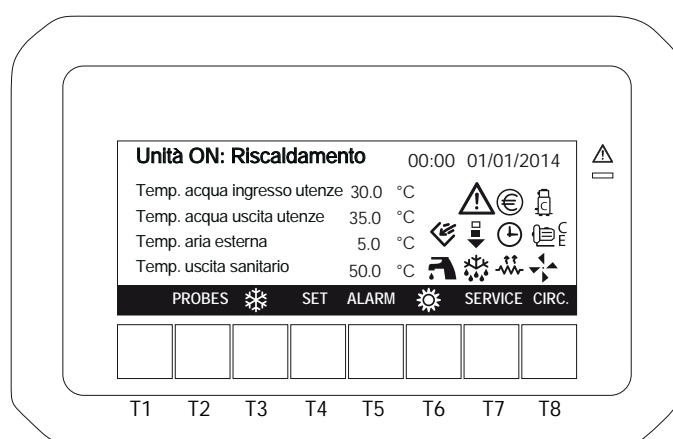 Unità ON: Riscaldamento 00:00 01/01/2014
Temp. acqua ingresso utenze 30.0 °C
Temp. acqua uscita utenze 35.0 °C
Temp. aria esterna 5.0 °C
Temp. uscita sanitario 50.0 °C
€ C
C
E
PROBES SET ALARM SERVICE CIRC.
T1 T2 T3 T4 T5 T6 T7 T8